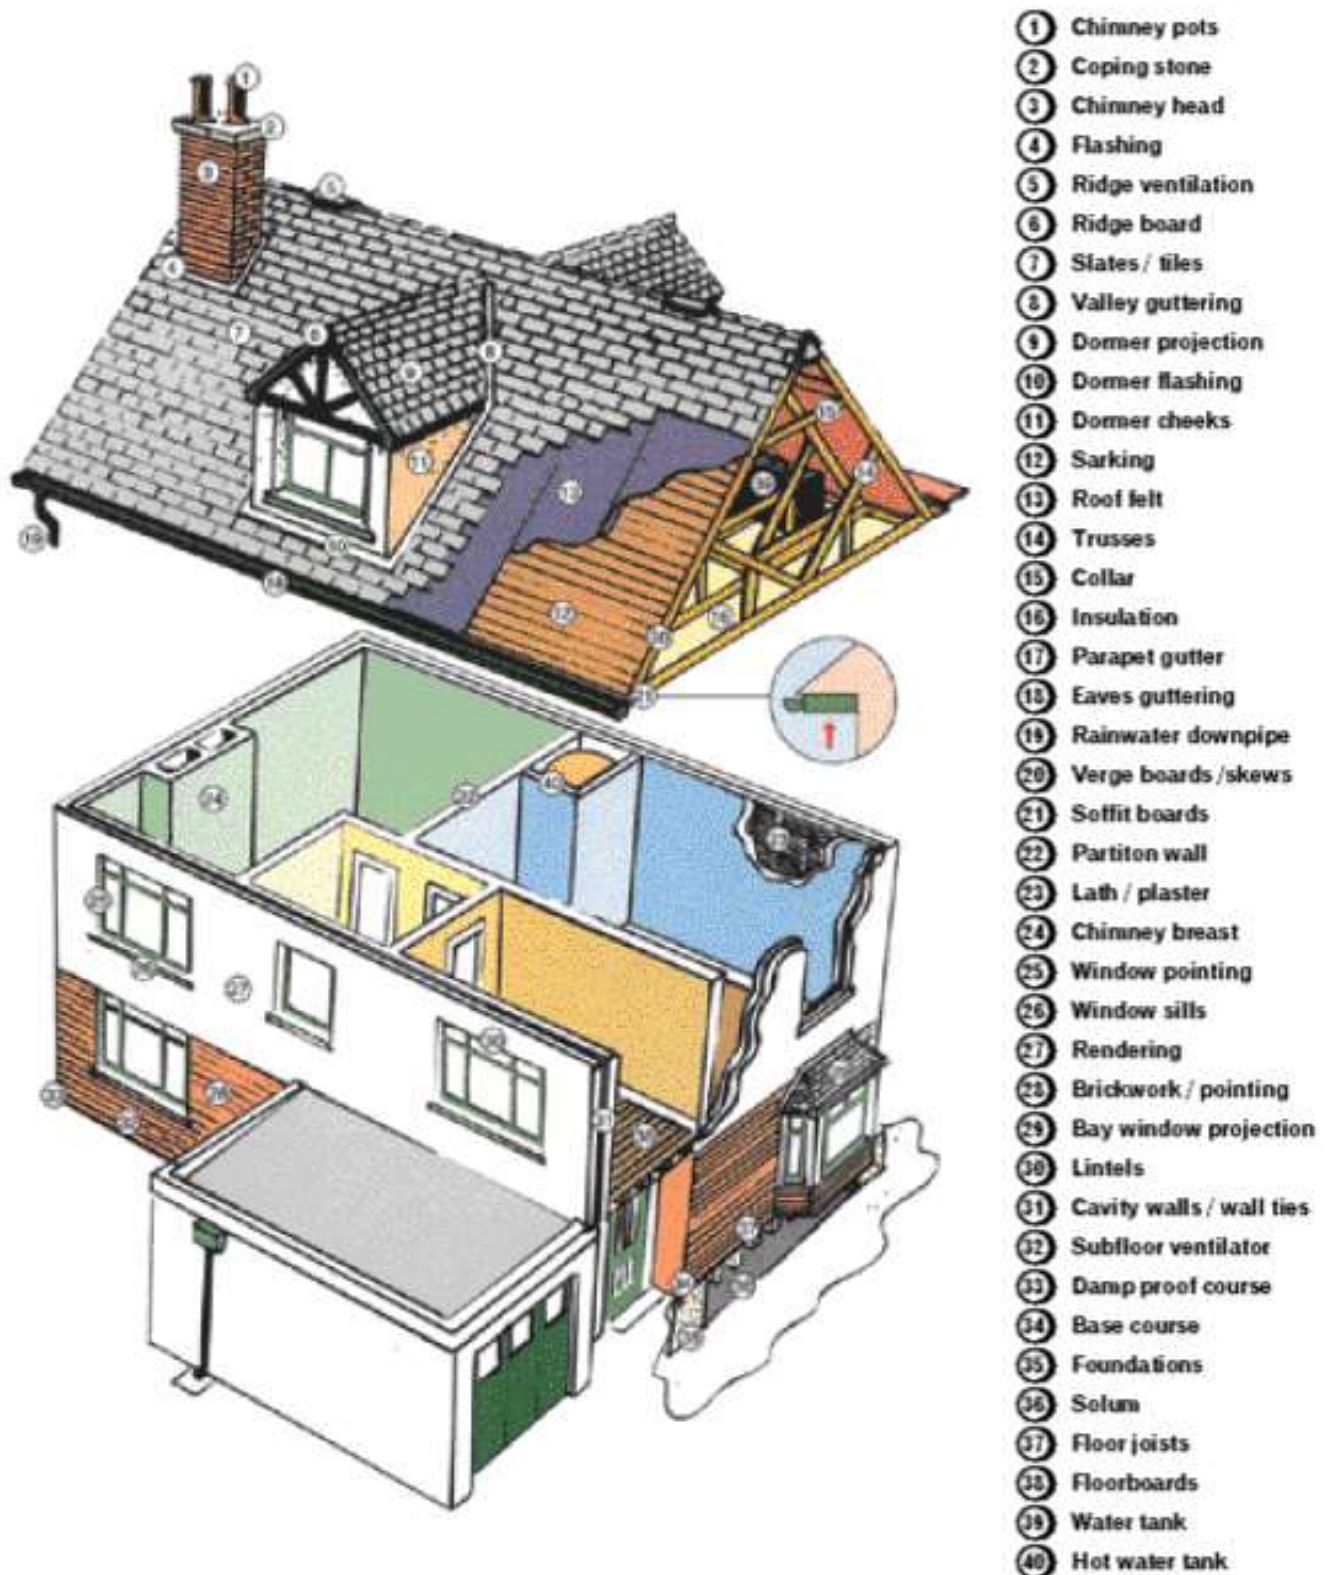 1 Chimney pots
2 Coping stone
3 Chimney head
4 Flashing
5 Ridge ventilation
6 Ridge board
7 Slates / tiles
8 Valley guttering
9 Dormer projection
10 Dormer flashing
11 Dormer cheeks
12 Sarking
13 Roof felt
14 Trusses
15 Collar
16 Insulation
17 Parapet gutter
18 Eaves guttering
19 Rainwater downpipe
20 Verge boards /skews
21 Soffit boards
22 Partiton wall
23 Lath / plaster
24 Chimney breast
25 Window pointing
26 Window sills
27 Rendering
28 Brickwork / pointing
29 Bay window projection
30 Lintels
31 Cavity walls / wall ties
32 Subfloor ventilator
33 Damp proof course
34 Base course
35 Foundations
36 Solum
37 Floor joists
38 Floorboards
39 Water tank
40 Hot water tank